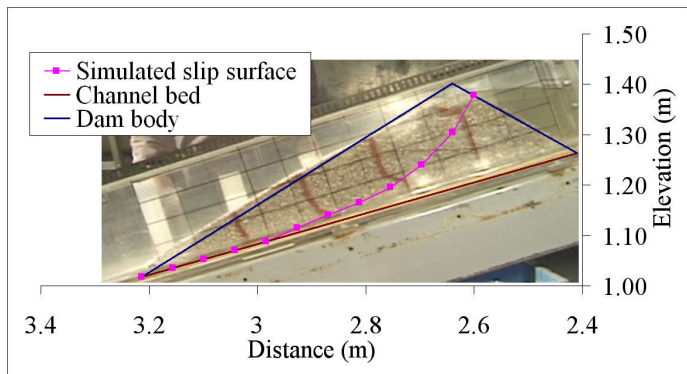 Simulated slip surface
Channel bed
Dam body
1.50
1.40
1.30
1.20
1.10
1.00
Elevation (m)
3.4
3.2
3
2.8
2.6
2.4
Distance (m)